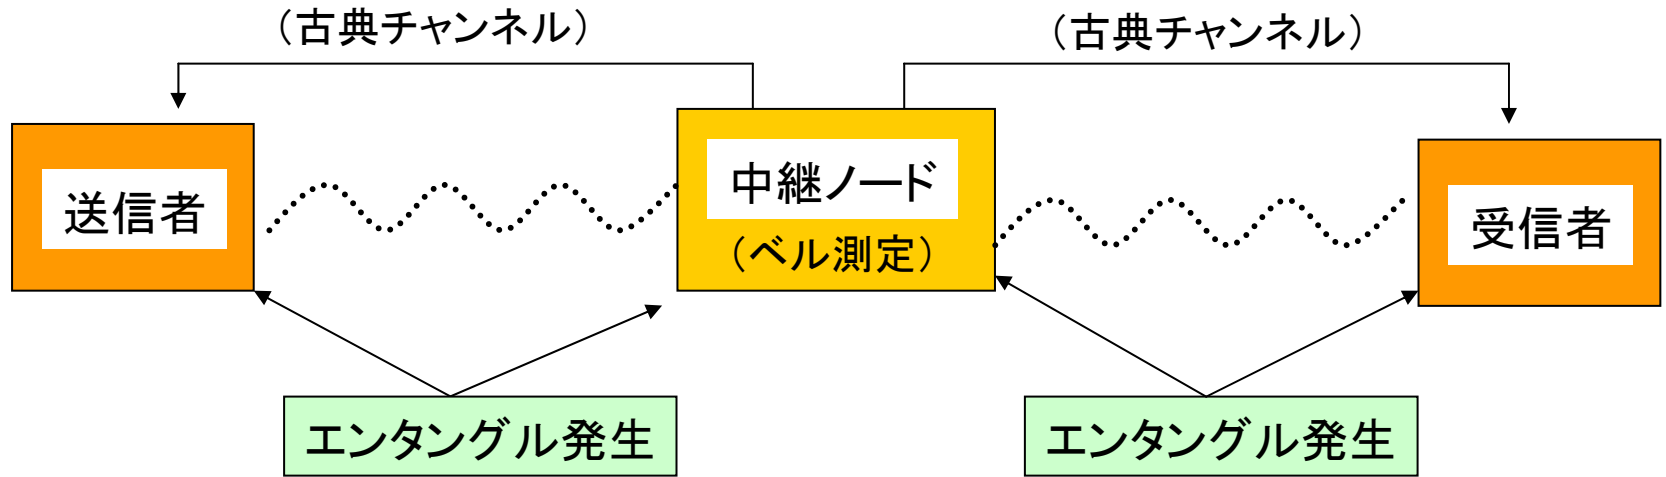 （古典チャンネル）
（古典チャンネル）
送信者
中継ノード
（ベル測定）
受信者
エンタングル発生
エンタングル発生